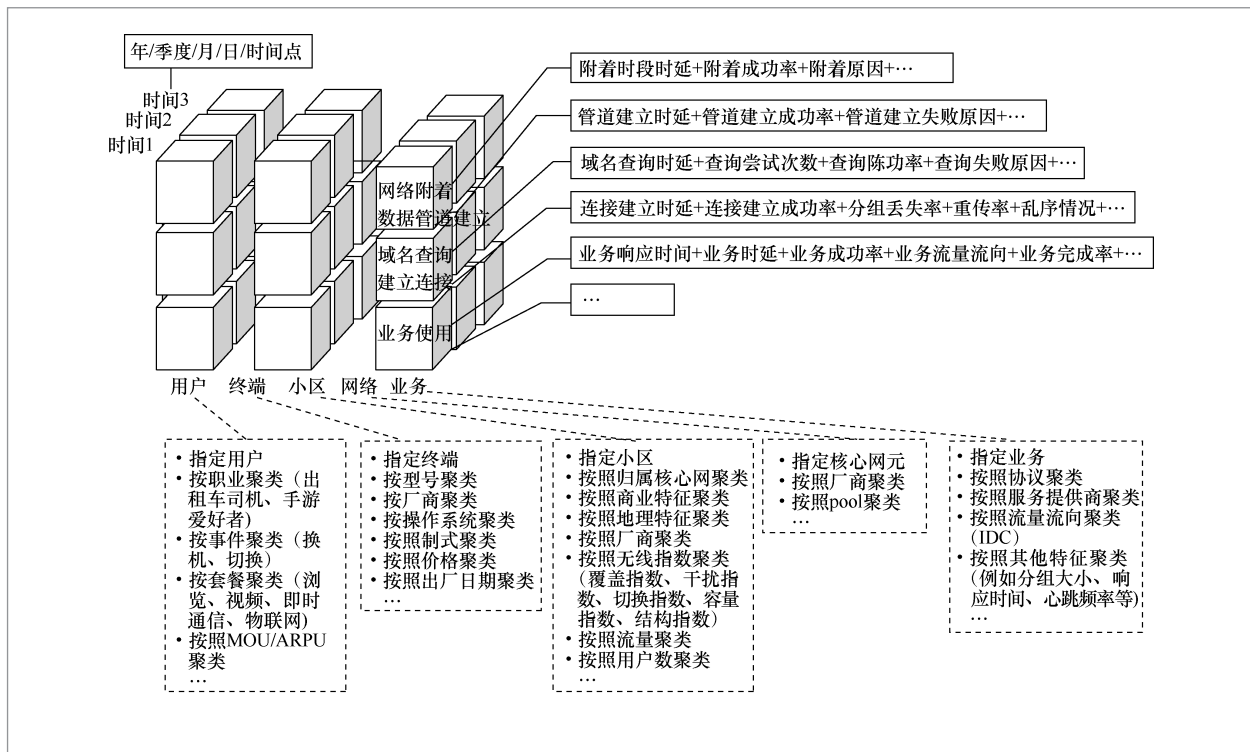 年/季度/月/日/时间点
时间3
时间2
时间1
附着时段时延+附着成功率+附着原因+…
管道建立时延+管道建立成功率+管道建立失败原因+…
域名查询时延+查询尝试次数+查询陈功率+查询失败原因+…
连接建立时延+连接建立成功率+分组丢失率+重传率+乱序情况+…
业务响应时间+业务时延+业务成功率+业务流量流向+业务完成率+…
…
网络附着
数据管道建立
域名查询
建立连接
业务使用
用户 终端 小区 网络 业务
・指定用户
・按职业聚类（出
租车司机、手游
爱好者)
・按事件聚类（换
机、切换）
・按套餐聚类（浏
览、视频、即时
通信、物联网)
・按照MOU/ARPU
聚类
…
・指定终端
・按型号聚类
・按厂商聚类
・按操作系统聚类
・按照制式聚类
・按照价格聚类
・按照出厂日期聚类
…
・指定小区
・按照归属核心网聚类
・按照商业特征聚类
・按照地理特征聚类
・按照厂商聚类
・按照无线指数聚类
(覆盖指数、干扰指
数、切换指数、容量
指数、结构指数）
・按照流量聚类
・按照用户数聚类
…
・指定核心网元
・按照厂商聚类
・按照pool聚类
…
・指定业务
・按照协议聚类
・按照服务提供商聚类
・按照流量流向聚类
（IDC）
・按照其他特征聚类
(例如分组大小、响
应时间、心跳频率等)
…